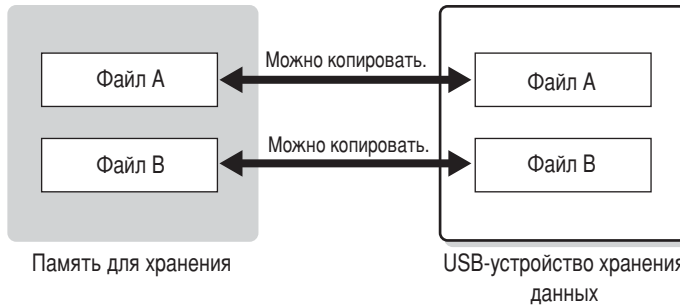 Файл A
Можно копировать.
Файл A
Файл B
Можно копировать.
Файл B
Память для хранения
USB-устройство хранения
данных